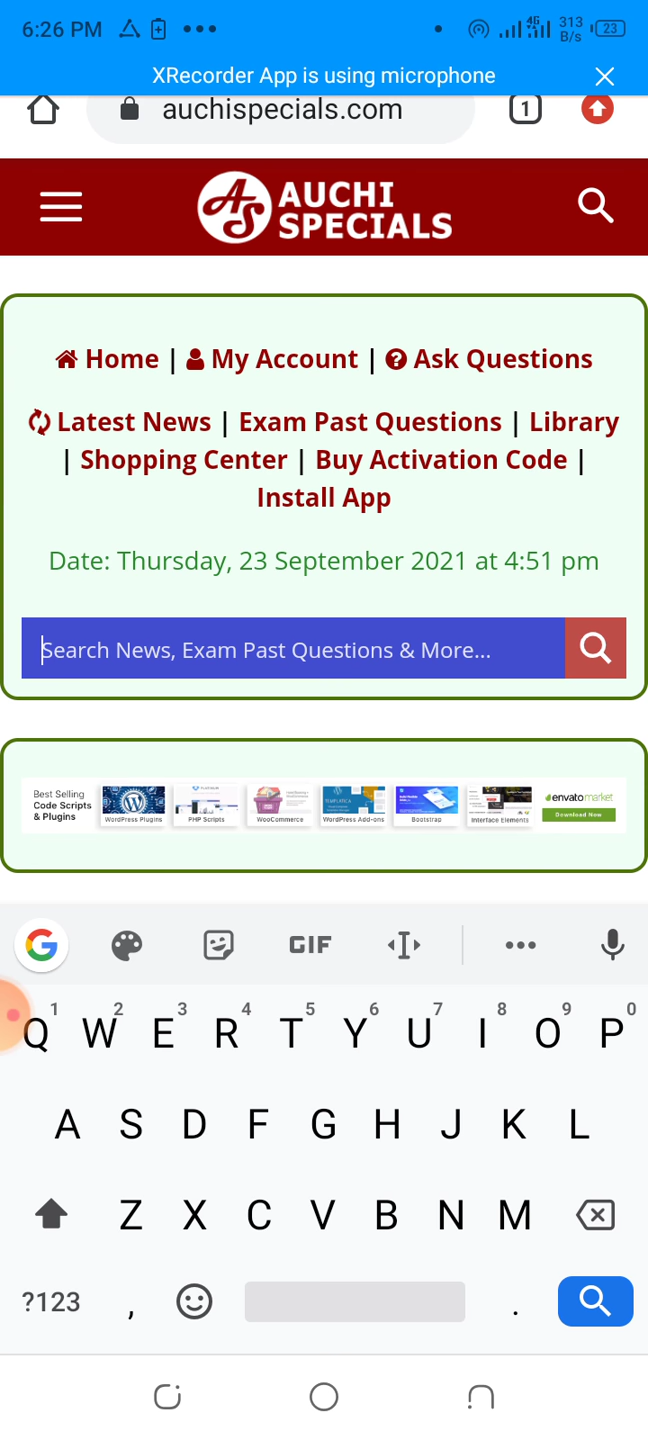 6:26 PM
4G
313
B/s
23
XRecorder App is using microphone
auchispecials.com
1
AS AUCHI
SPECIALS
Home | My Account | Ask Questions
Latest News | Exam Past Questions | Library
| Shopping Center | Buy Activation Code |
Install App
Date: Thursday, 23 September 2021 at 4:51 pm
Search News, Exam Past Questions & More...
Best Selling
Code Scripts
& Plugins
WordPress Plugins
PHP Scripts
WooCommerce
WordPress Add-ons
Bootstrap
Interface Elements
envatomarket
Download Now
G
GIF
1 2 3 4 5 6 7 8 9 0
Q W E R T Y U I O P
A S D F G H J K L
Z X C V B N M
?123 , .